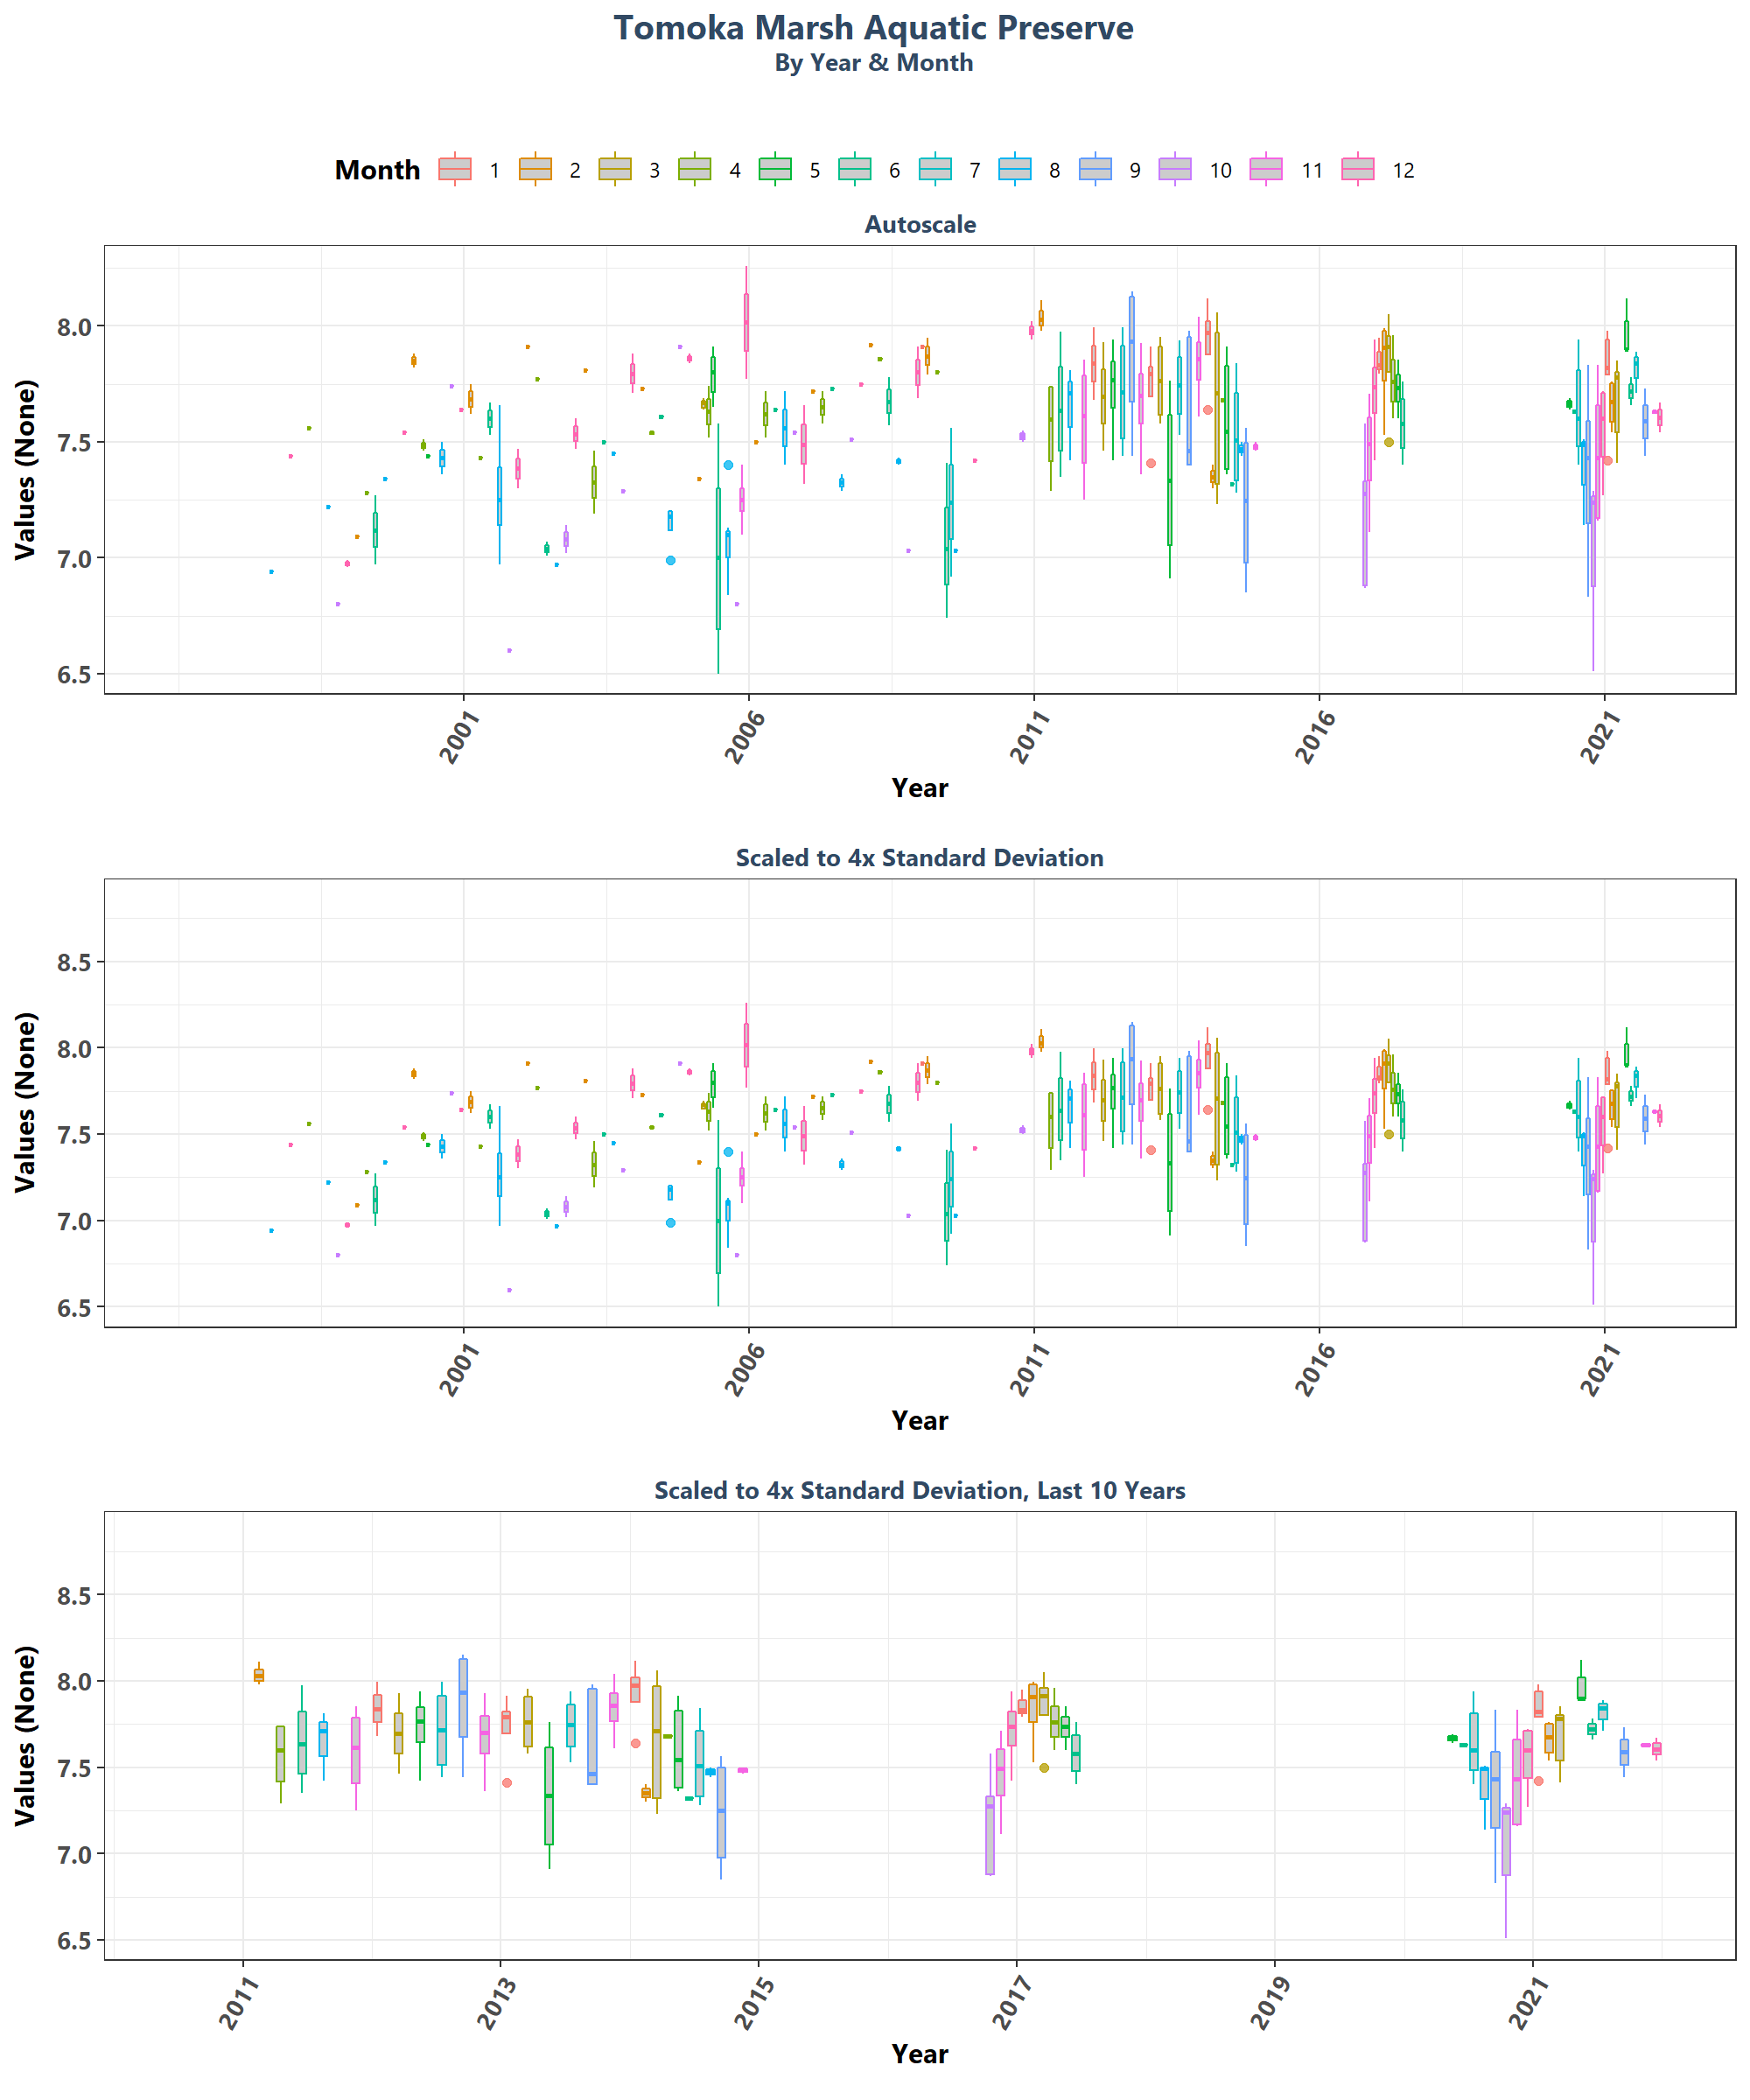 Tomoka Marsh Aquatic Preserve
By Year & Month
Month 1 2 3 4 5 6 7 8 9 10 11 12
Autoscale
Values (None)
8.0
7.5
7.0
6.5
2001 2006 2011 2016 2021
Year
Scaled to 4x Standard Deviation
Values (None)
8.5
8.0
7.5
7.0
6.5
2001 2006 2011 2016 2021
Year
Scaled to 4x Standard Deviation, Last 10 Years
Values (None)
8.5
8.0
7.5
7.0
6.5
2011 2013 2015 2017 2019 2021
Year